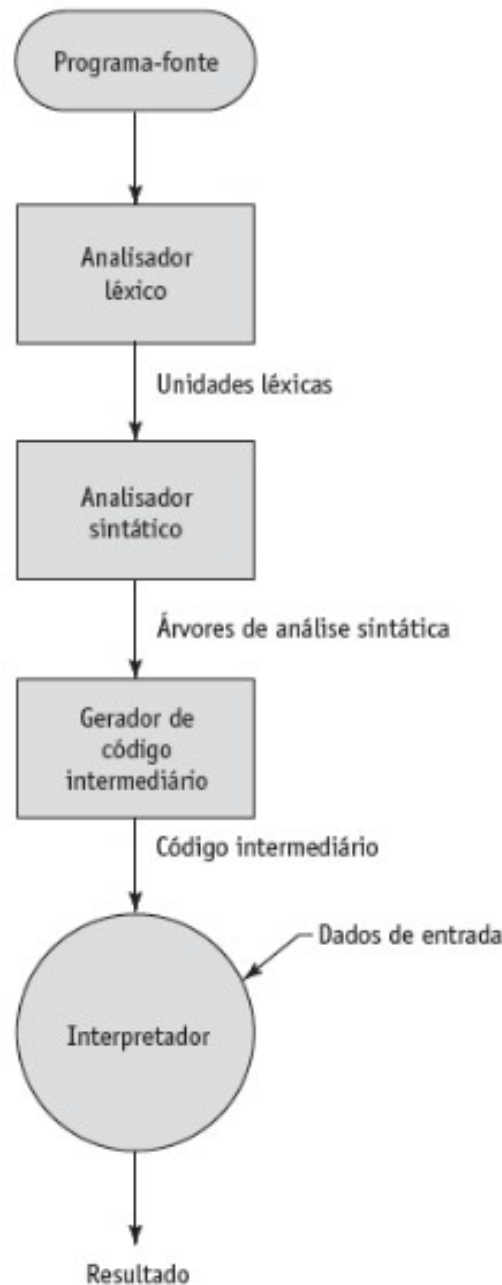 Programa-fonte
Analisador
léxico
Unidades léxicas
Analisador
sintático
Árvores de análise sintática
Gerador de
código
intermediário
Código intermediário
Dados de entrada
Interpretador
Resultado